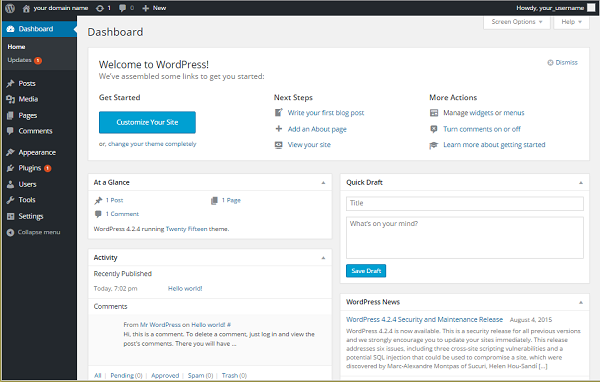 your domain name 1 0 + New Howdy, your_username
Dashboard
Home
Updates 1
Posts
Media
Pages
Comments
Appearance
Plugins 1
Users
Tools
Settings
Collapse menu
Screen Options Help
Dashboard
Welcome to WordPress!
We've assembled some links to get you started:
Dismiss
Get Started
Customize Your Site
or, change your theme completely
Next Steps
Write your first blog post
Add an About page
View your site
More Actions
Manage widgets or menus
Turn comments on or off
Learn more about getting started
At a Glance
1 Post 1 Page
1 Comment
WordPress 4.2.4 running Twenty Fifteen theme.
Activity
Recently Published
Today, 7:02 pm Hello world!
Comments
From Mr WordPress on Hello world! #
Hi, this is a comment. To delete a comment, just log in and view
the post's comments. There you will have ...
All | Pending (0) | Approved | Spam (0) | Trash (0)
Quick Draft
Title
What's on your mind?
Save Draft
WordPress News
WordPress 4.2.4 Security and Maintenance Release August 4, 2015
WordPress 4.2.4 is now available. This is a security release for all previous versions
and we strongly encourage you to update your sites immediately. This release
addresses six issues, including three cross-site scripting vulnerabilities and a
potential SQL injection that could be used to compromise a site, which were
discovered by Marc-Alexandre Montpas of Sucuri, Helen Hou-Sandí [...]